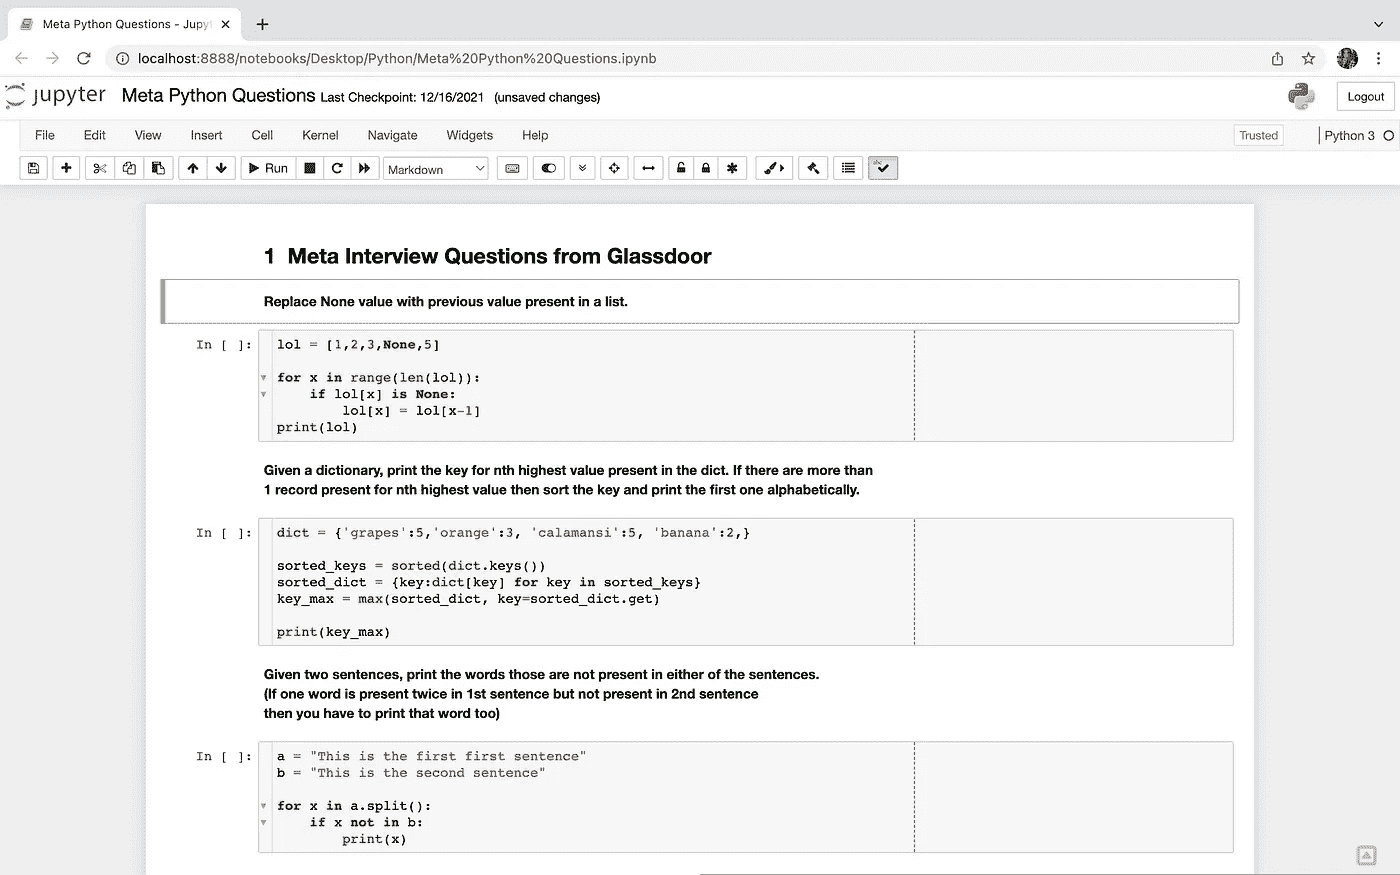 Meta Python Questions - Jupy
localhost:8888/notebooks/Desktop/Python/Meta%20Python%20Questions.ipynb
jupyter Meta Python Questions Last Checkpoint: 12/16/2021 (unsaved changes)
Logout
File Edit View Insert Cell Kernel Navigate Widgets Help
Trusted Python 3
Run Markdown
1 Meta Interview Questions from Glassdoor
Replace None value with previous value present in a list.
In [ ]: lol = [1,2,3,None,5]
for x in range(len(lol)):
    if lol[x] is None:
        lol[x] = lol[x-1]
print(lol)
Given a dictionary, print the key for nth highest value present in the dict. If there are more than
1 record present for nth highest value then sort the key and print the first one alphabetically.
In [ ]: dict = {'grapes':5,'orange':3, 'calamansi':5, 'banana':2,}
sorted_keys = sorted(dict.keys())
sorted_dict = {key:dict[key] for key in sorted_keys}
key_max = max(sorted_dict, key=sorted_dict.get)
print(key_max)
Given two sentences, print the words those are not present in either of the sentences.
(If one word is present twice in 1st sentence but not present in 2nd sentence
then you have to print that word too)
In [ ]: a = "This is the first first sentence"
b = "This is the second sentence"
for x in a.split():
    if x not in b:
        print(x)